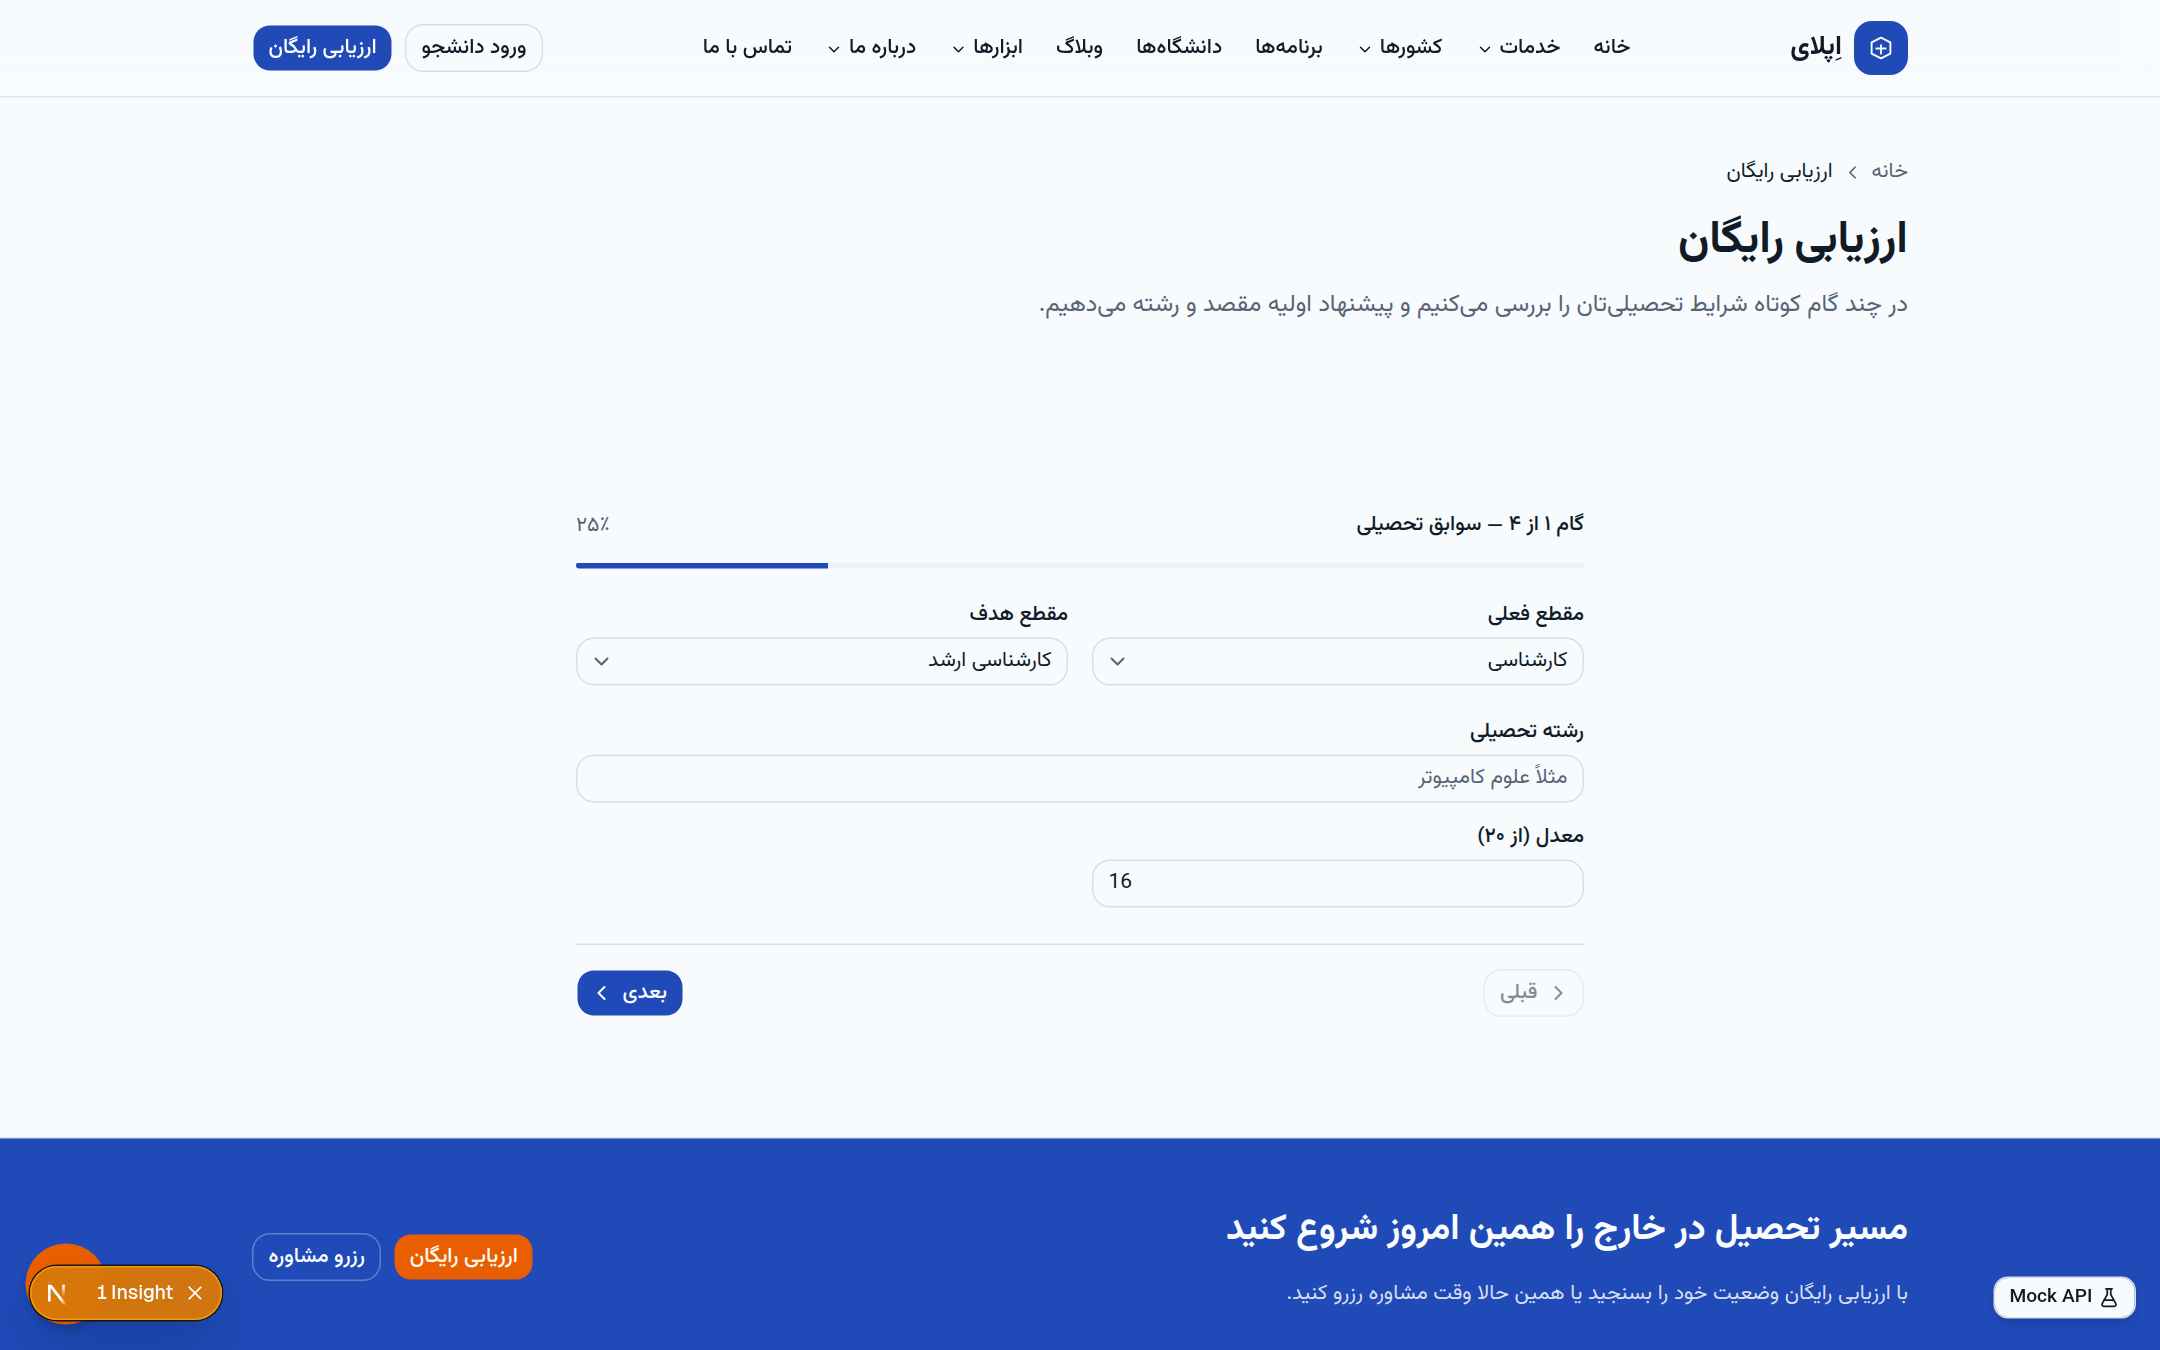 اِپلای
خانه
خدمات
کشورها
برنامه‌ها
دانشگاه‌ها
وبلاگ
ابزارها
درباره ما
تماس با ما
ورود دانشجو
ارزیابی رایگان
خانه
ارزیابی رایگان
ارزیابی رایگان
در چند گام کوتاه شرایط تحصیلی‌تان را بررسی می‌کنیم و پیشنهاد اولیه مقصد و رشته می‌دهیم.
گام ۱ از ۴ — سوابق تحصیلی
۲۵٪
مقطع فعلی
مقطع هدف
کارشناسی
کارشناسی ارشد
رشته تحصیلی
مثلاً علوم کامپیوتر
معدل (از ۲۰)
16
قبلی
بعدی
مسیر تحصیل در خارج را همین امروز شروع کنید
با ارزیابی رایگان وضعیت خود را بسنجید یا همین حالا وقت مشاوره رزرو کنید.
ارزیابی رایگان
رزرو مشاوره
Mock API
N
1 Insight